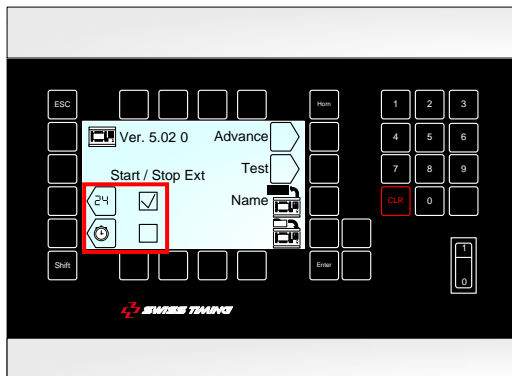 ESC
Horn
1 2 3
Ver. 5.02 0 Advance
4 5 6
Start / Stop Ext Test
7 8 9
24 Name
CLR 0
Shift
Enter
1
0
SWISS TIMING